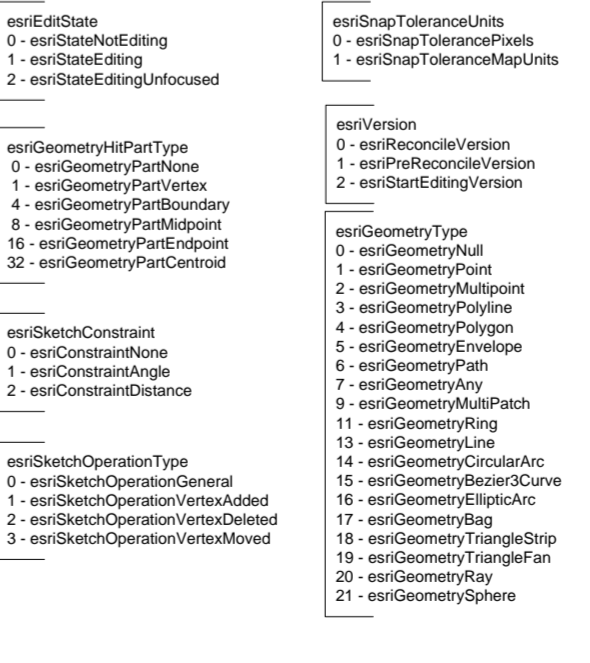 esriEditState
0 - esriStateNotEditing
1 - esriStateEditing
2 - esriStateEditingUnfocused
esriGeometryHitPartType
0 - esriGeometryPartNone
1 - esriGeometryPartVertex
4 - esriGeometryPartBoundary
8 - esriGeometryPartMidpoint
16 - esriGeometryPartEndpoint
32 - esriGeometryPartCentroid
esriSketchConstraint
0 - esriConstraintNone
1 - esriConstraintAngle
2 - esriConstraintDistance
esriSketchOperationType
0 - esriSketchOperationGeneral
1 - esriSketchOperationVertexAdded
2 - esriSketchOperationVertexDeleted
3 - esriSketchOperationVertexMoved
esriSnapToleranceUnits
0 - esriSnapTolerancePixels
1 - esriSnapToleranceMapUnits
esriVersion
0 - esriReconcileVersion
1 - esriPreReconcileVersion
2 - esriStartEditingVersion
esriGeometryType
0 - esriGeometryNull
1 - esriGeometryPoint
2 - esriGeometryMultipoint
3 - esriGeometryPolyline
4 - esriGeometryPolygon
5 - esriGeometryEnvelope
6 - esriGeometryPath
7 - esriGeometryAny
9 - esriGeometryMultiPatch
11 - esriGeometryRing
13 - esriGeometryLine
14 - esriGeometryCircularArc
15 - esriGeometryBezier3Curve
16 - esriGeometryEllipticArc
17 - esriGeometryBag
18 - esriGeometryTriangleStrip
19 - esriGeometryTriangleFan
20 - esriGeometryRay
21 - esriGeometrySphere